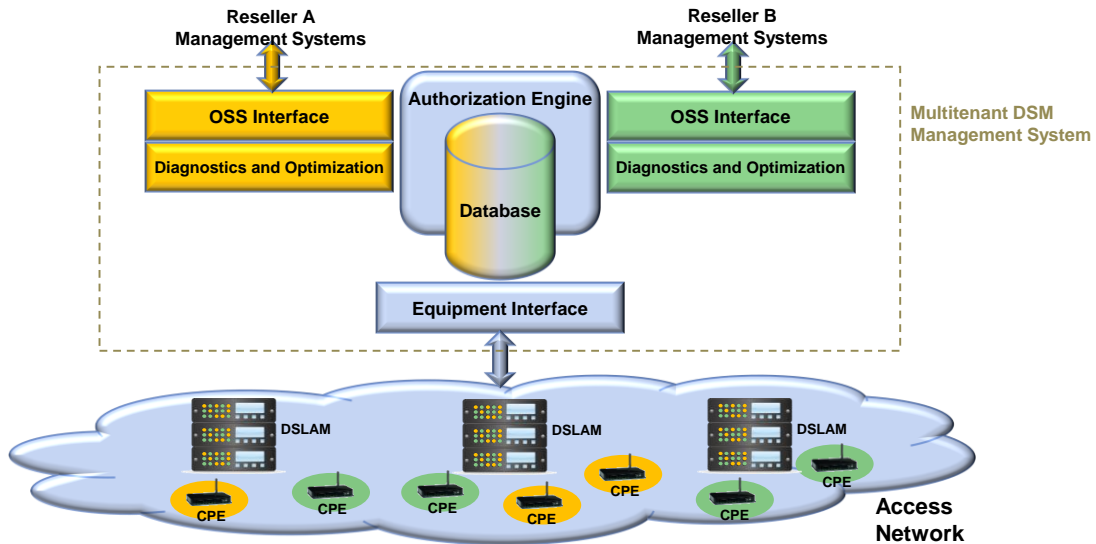 Reseller A
Management Systems
Reseller B
Management Systems
OSS Interface
Diagnostics and Optimization
Authorization Engine
Database
OSS Interface
Diagnostics and Optimization
Multitenant DSM
Management System
Equipment Interface
DSLAM
DSLAM
DSLAM
CPE
CPE
CPE
CPE
CPE
CPE
CPE
Access
Network